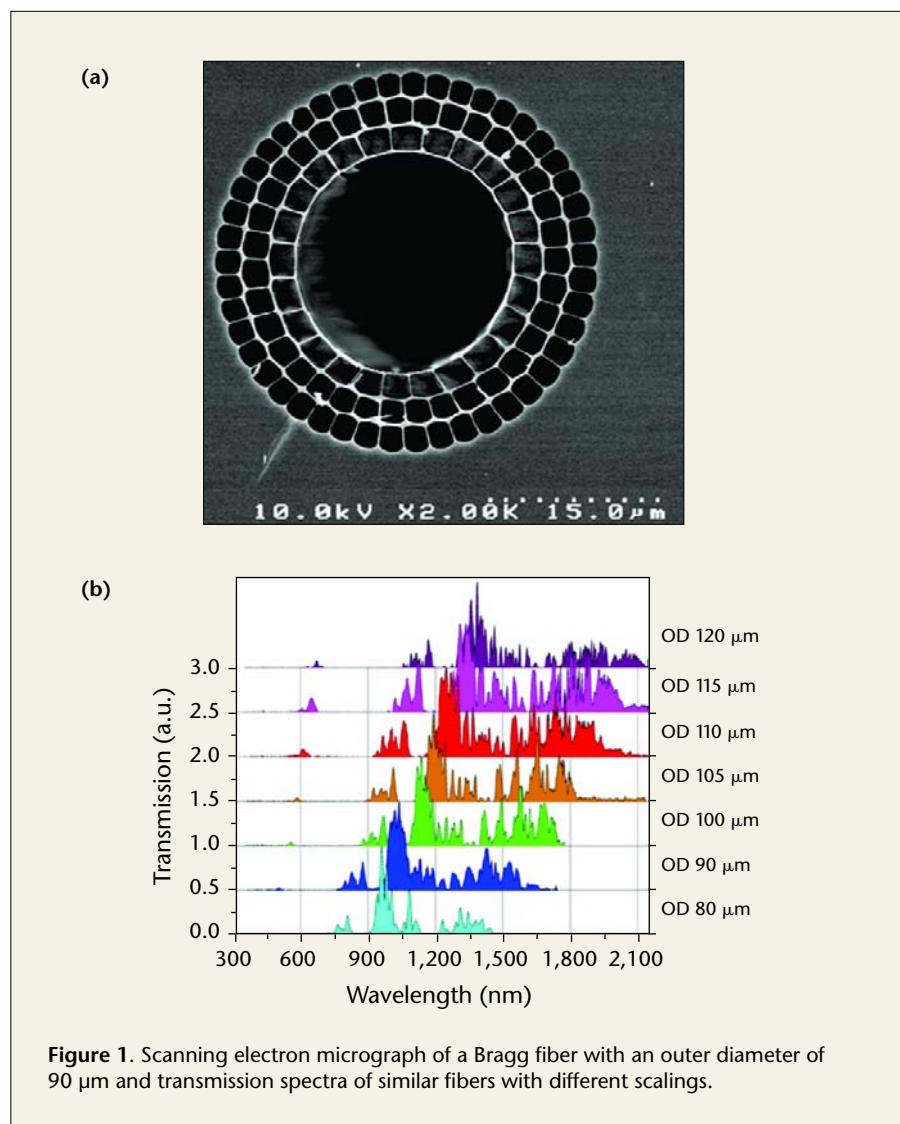 (a)
10.0kV X2.00K 15.0µm
(b)
Transmission (a.u.)
3.0
2.5
2.0
1.5
1.0
0.5
0.0
OD 120 µm
OD 115 µm
OD 110 µm
OD 105 µm
OD 100 µm
OD 90 µm
OD 80 µm
300 600 900 1,200 1,500 1,800 2,100
Wavelength (nm)
Figure 1. Scanning electron micrograph of a Bragg fiber with an outer diameter of
90 µm and transmission spectra of similar fibers with different scalings.